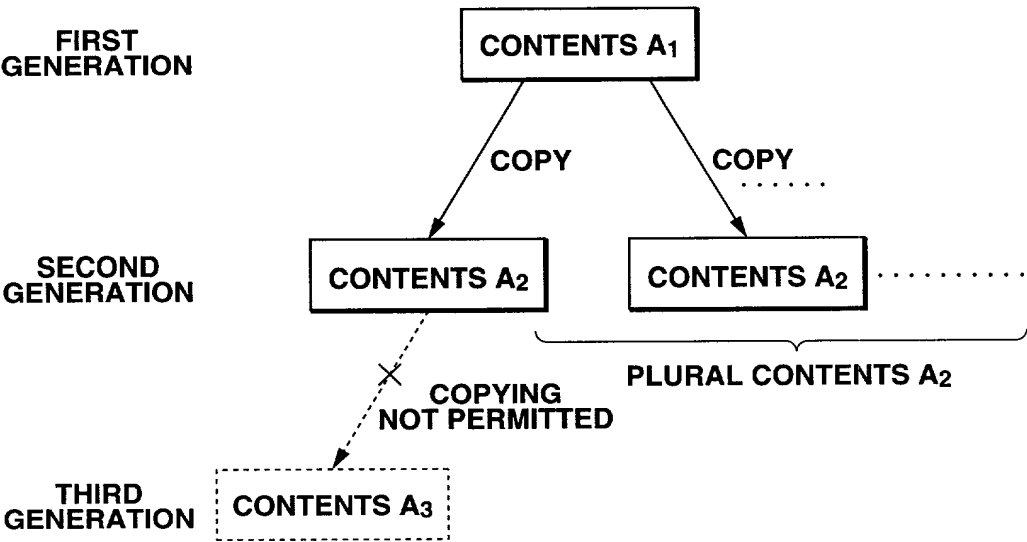 FIRST
GENERATION
CONTENTS A1
COPY
COPY
SECOND
GENERATION
CONTENTS A2
CONTENTS A2
PLURAL CONTENTS A2
COPYING
NOT PERMITTED
THIRD
GENERATION
CONTENTS A3